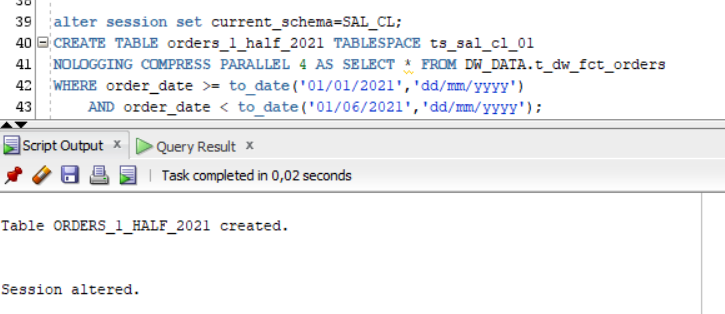 38
39 alter session set current_schema=SAL_CL;
40 CREATE TABLE orders_1_half_2021 TABLESPACE ts_sal_cl_01
41 NOLOGGING COMPRESS PARALLEL 4 AS SELECT * FROM DW_DATA.t_dw_fct_orders
42 WHERE order_date >= to_date('01/01/2021','dd/mm/yyyy')
43 AND order_date < to_date('01/06/2021','dd/mm/yyyy');
Script Output x Query Result x
Task completed in 0,02 seconds
Table ORDERS_1_HALF_2021 created.
Session altered.